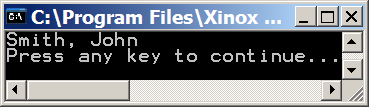 C:\Program Files\Xinox ...
Smith, John
Press any key to continue...